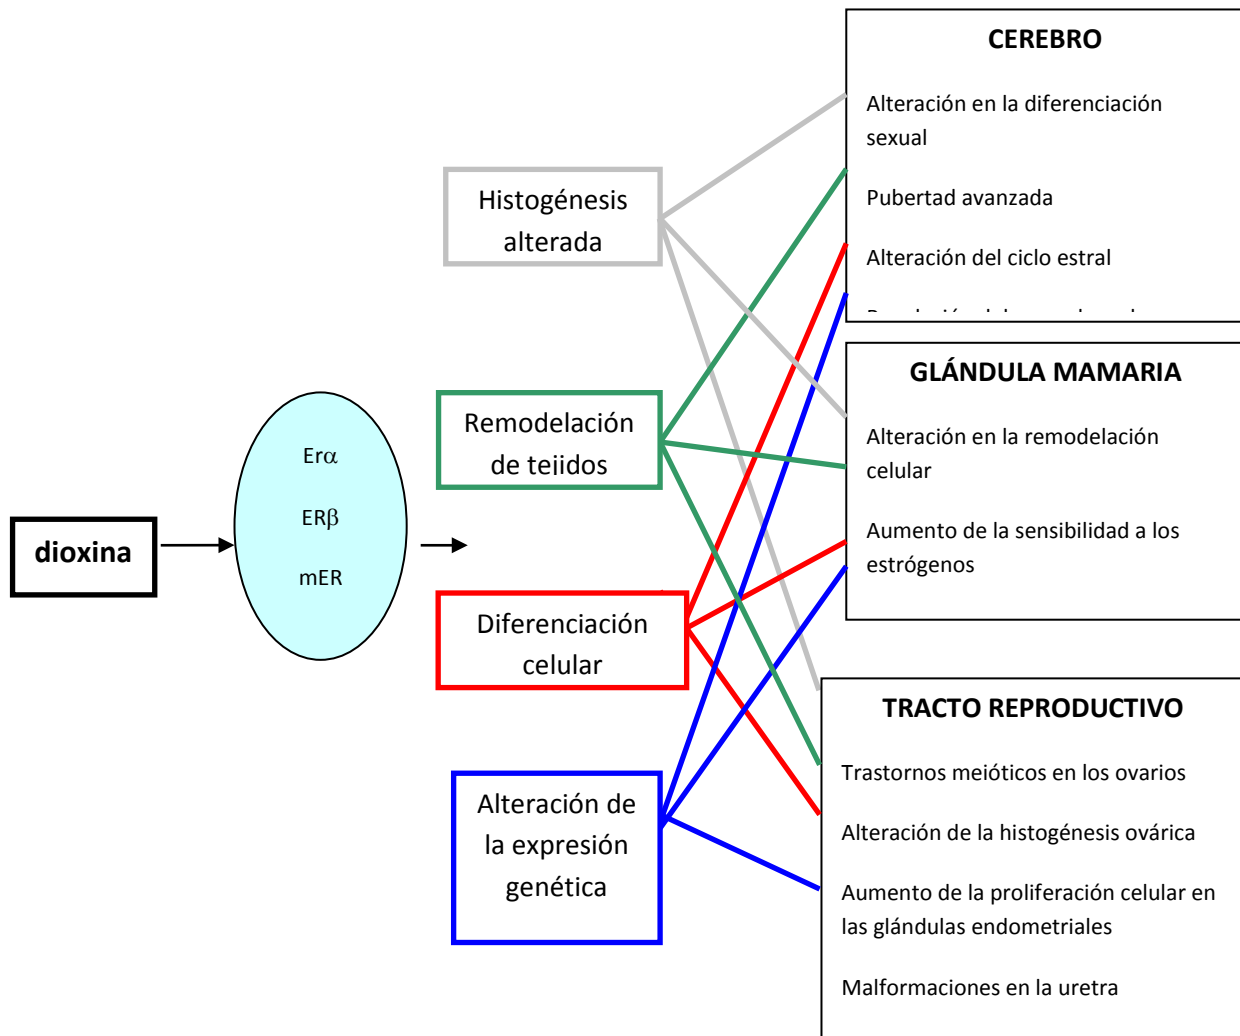 dioxina
Erα
ERβ
mER
Histogénesis
alterada
Remodelación
de tejidos
Diferenciación
celular
Alteración de
la expresión
genética
CEREBRO
Alteración en la diferenciación
sexual
Pubertad avanzada
Alteración del ciclo estral
GLÁNDULA MAMARIA
Alteración en la remodelación
celular
Aumento de la sensibilidad a los
estrógenos
TRACTO REPRODUCTIVO
Trastornos meióticos en los ovarios
Alteración de la histogénesis ovárica
Aumento de la proliferación celular en
las glándulas endometriales
Malformaciones en la uretra